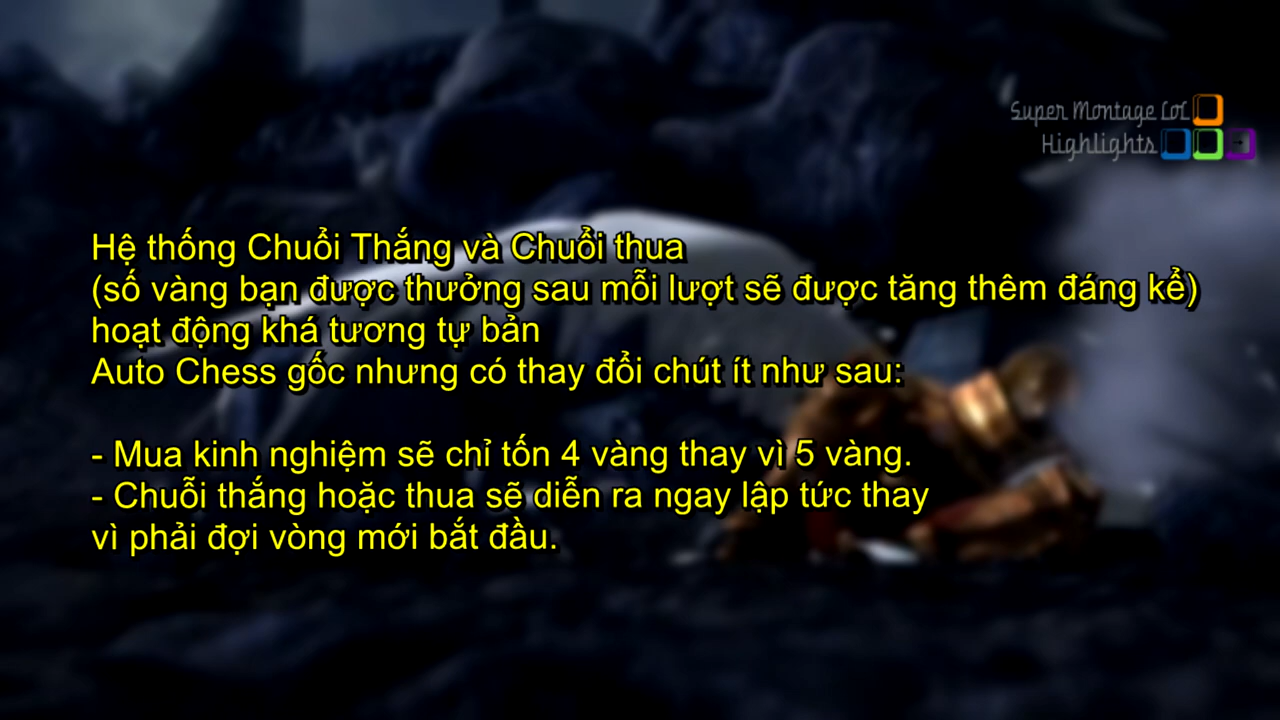 Super Montage LoL
Highlights
Hệ thống Chuổi Thắng và Chuổi thua
(số vàng bạn được thưởng sau mỗi lượt sẽ được tăng thêm đáng kể)
hoạt động khá tương tự bản
Auto Chess gốc nhưng có thay đổi chút ít như sau:
- Mua kinh nghiệm sẽ chỉ tốn 4 vàng thay vì 5 vàng.
- Chuỗi thắng hoặc thua sẽ diễn ra ngay lập tức thay
vì phải đợi vòng mới bắt đầu.